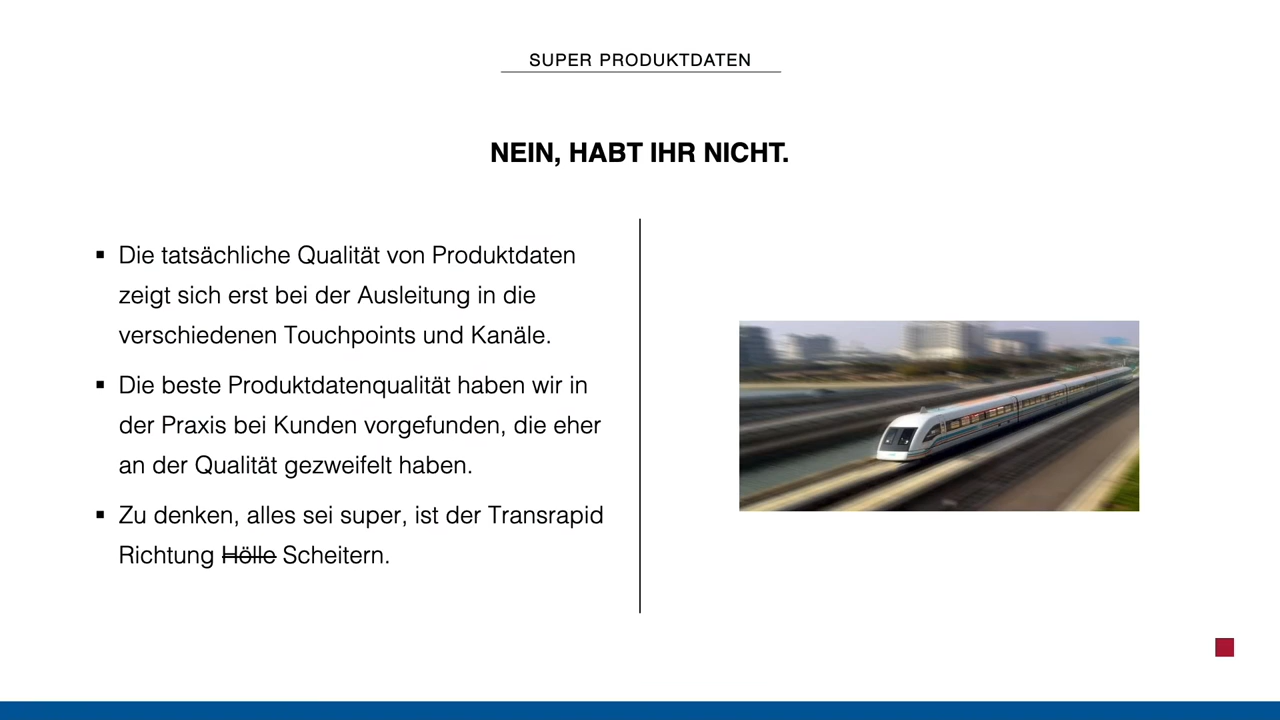 SUPER PRODUKTDATEN
NEIN, HABT IHR NICHT.
▪ Die tatsächliche Qualität von Produktdaten
zeigt sich erst bei der Ausleitung in die
verschiedenen Touchpoints und Kanäle.
▪ Die beste Produktdatenqualität haben wir in
der Praxis bei Kunden vorgefunden, die eher
an der Qualität gezweifelt haben.
▪ Zu denken, alles sei super, ist der Transrapid
Richtung Hölle Scheitern.